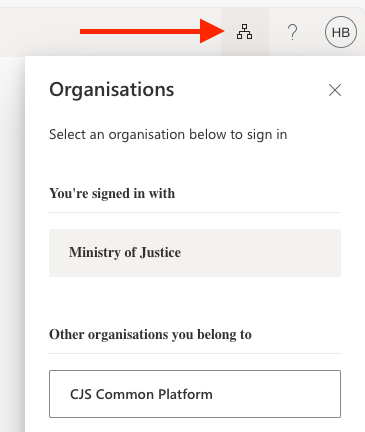 ?
HB
Organisations
Select an organisation below to sign in
You're signed in with
Ministry of Justice
Other organisations you belong to
CJS Common Platform